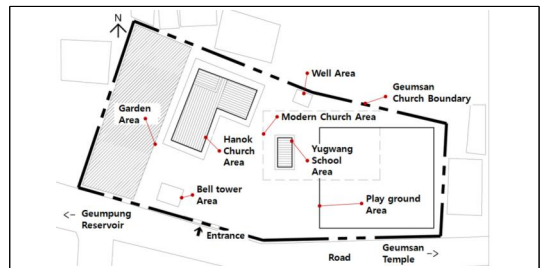 N
Well Area
Geumsan
Church Boundary
Garden
Area
Modern Church Area
Hanok
Church
Area
Yugwang
School
Area
Bell tower
Area
Play ground
Area
<-- Geumpung
Reservoir
Entrance
Road
Geumsan -->
Temple